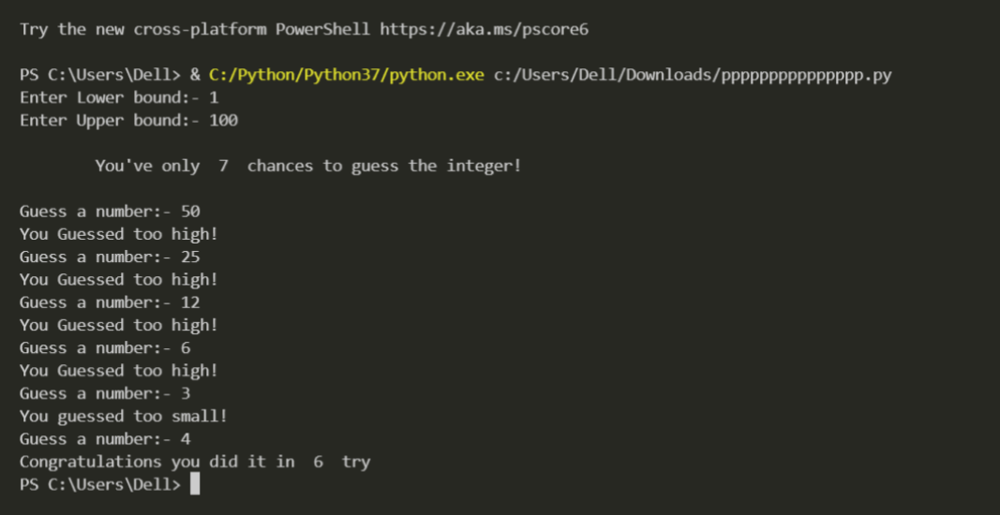 Try the new cross-platform PowerShell https://aka.ms/pscore6
PS C:\Users\Dell> & C:/Python/Python37/python.exe c:/Users/Dell/Downloads/ppppppppppppppp.py
Enter Lower bound:- 1
Enter Upper bound:- 100
You've only  7  chances to guess the integer!
Guess a number:- 50
You Guessed too high!
Guess a number:- 25
You Guessed too high!
Guess a number:- 12
You Guessed too high!
Guess a number:- 6
You Guessed too high!
Guess a number:- 3
You guessed too small!
Guess a number:- 4
Congratulations you did it in  6  try
PS C:\Users\Dell>